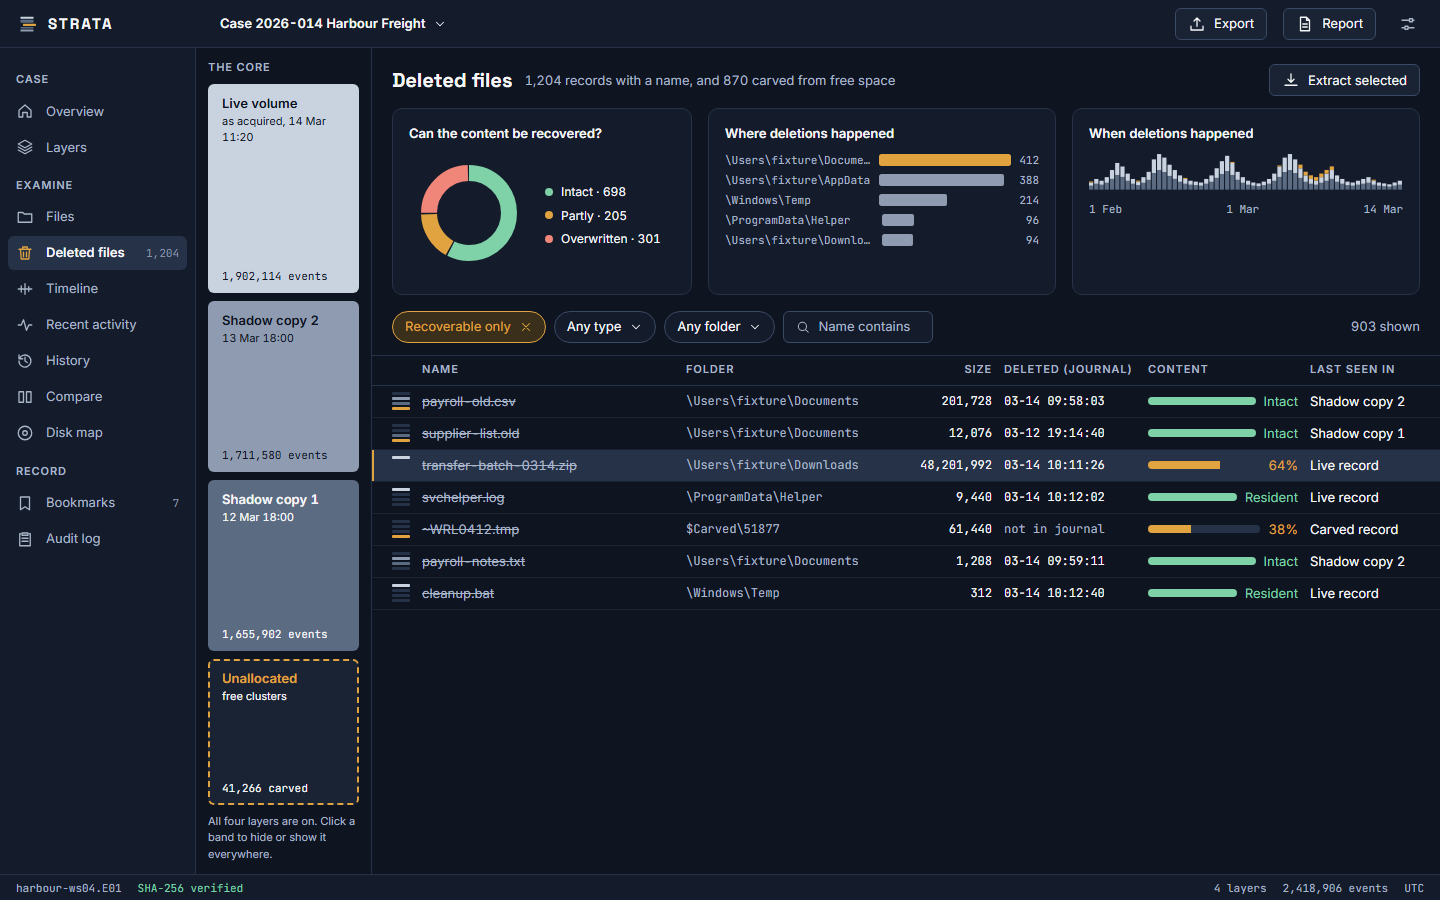 STRATA
Case 2026-014 Harbour Freight
Export
Report
CASE
Overview
Layers
EXAMINE
Files
Deleted files 1,204
Timeline
Recent activity
History
Compare
Disk map
RECORD
Bookmarks 7
Audit log
THE CORE
Live volume
as acquired, 14 Mar
11:20
1,902,114 events
Shadow copy 2
13 Mar 18:00
1,711,580 events
Shadow copy 1
12 Mar 18:00
1,655,902 events
Unallocated
free clusters
41,266 carved
All four layers are on. Click a
band to hide or show it
everywhere.
Deleted files 1,204 records with a name, and 870 carved from free space
Extract selected
Can the content be recovered?
Intact · 698
Partly · 205
Overwritten · 301
Where deletions happened
\Users\fixture\Docume… 412
\Users\fixture\AppData 388
\Windows\Temp 214
\ProgramData\Helper 96
\Users\fixture\Downlo… 94
When deletions happened
1 Feb 1 Mar 14 Mar
Recoverable only Any type Any folder Name contains 903 shown
NAME FOLDER SIZE DELETED (JOURNAL) CONTENT LAST SEEN IN
payroll-old.csv \Users\fixture\Documents 201,728 03-14 09:58:03 Intact Shadow copy 2
supplier-list.old \Users\fixture\Documents 12,076 03-12 19:14:40 Intact Shadow copy 1
transfer-batch-0314.zip \Users\fixture\Downloads 48,201,992 03-14 10:11:26 64% Live record
svchelper.log \ProgramData\Helper 9,440 03-14 10:12:02 Resident Live record
~WRL0412.tmp $Carved\51877 61,440 not in journal 38% Carved record
payroll-notes.txt \Users\fixture\Documents 1,208 03-14 09:59:11 Intact Shadow copy 2
cleanup.bat \Windows\Temp 312 03-14 10:12:40 Resident Live record
harbour-ws04.E01 SHA-256 verified 4 layers 2,418,906 events UTC